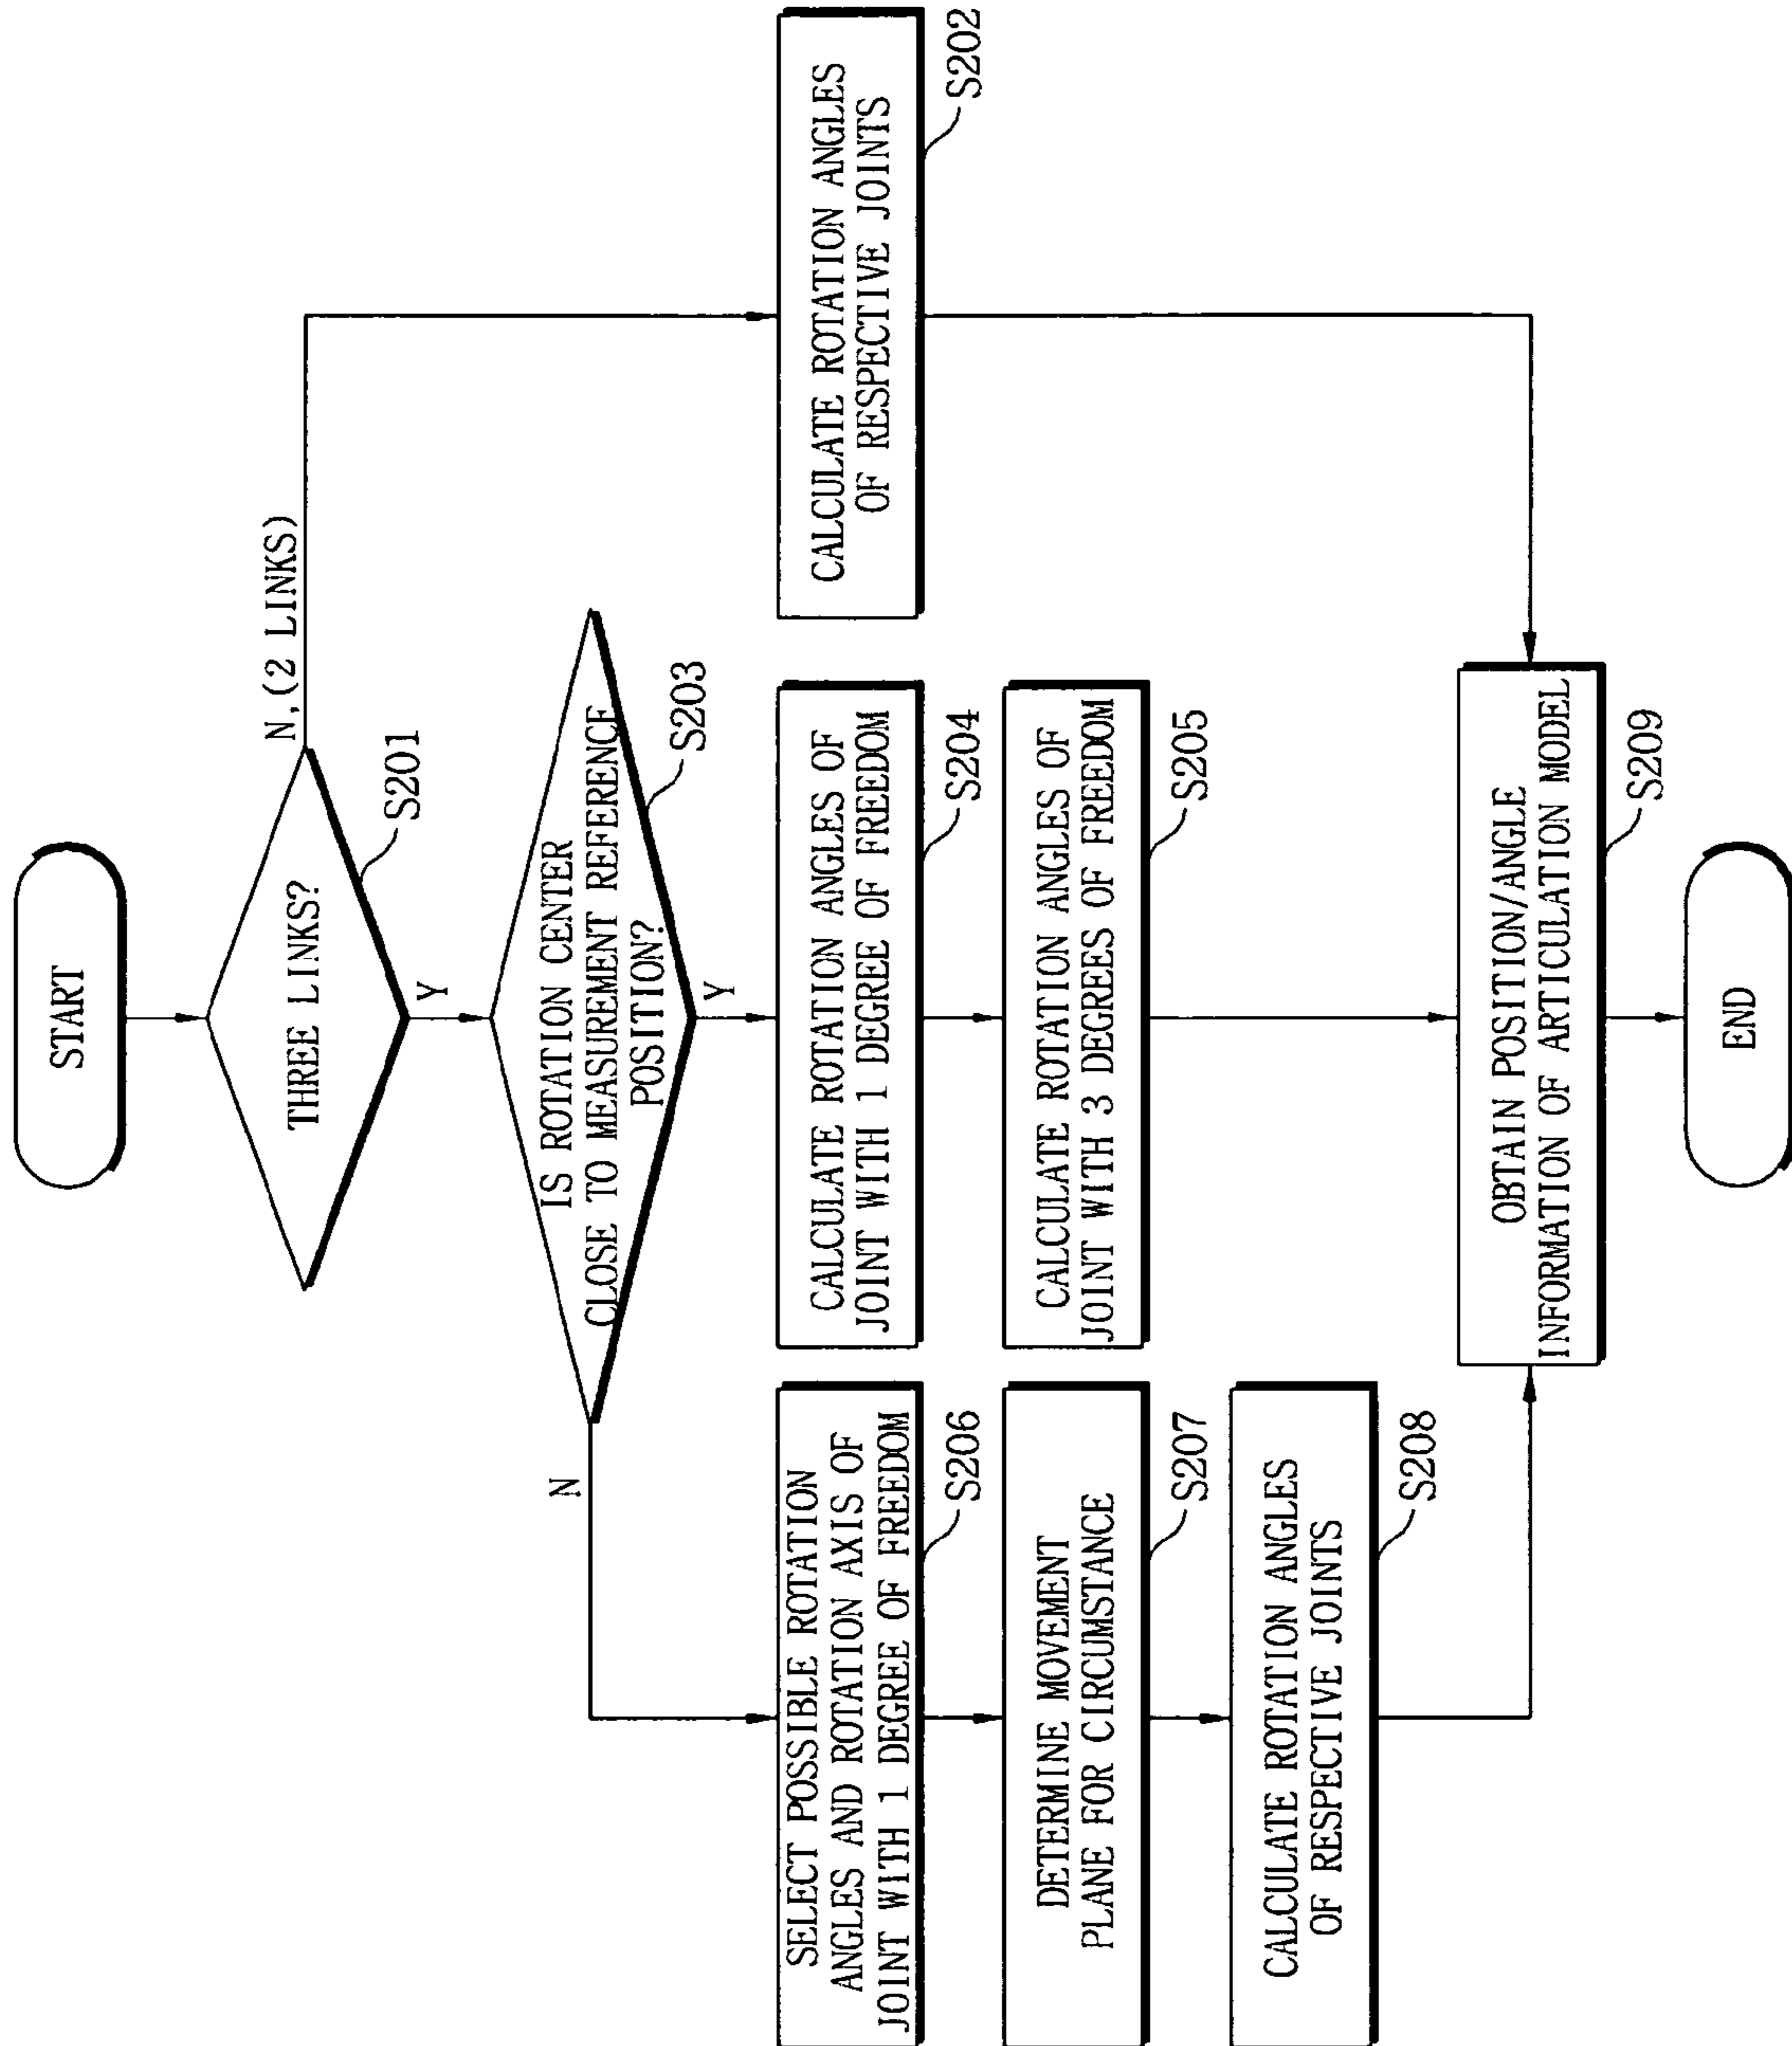 START
THREE LINKS?
S201
N,(2 LINKS)
Y
IS ROTATION CENTER
CLOSE TO MEASUREMENT REFERENCE
POSITION?
S203
N
Y
SELECT POSSIBLE ROTATION
ANGLES AND ROTATION AXIS OF
JOINT WITH 1 DEGREE OF FREEDOM
S206
CALCULATE ROTATION ANGLES OF
JOINT WITH 1 DEGREE OF FREEDOM
S204
CALCULATE ROTATION ANGLES
OF RESPECTIVE JOINTS
S202
DETERMINE MOVEMENT
PLANE FOR CIRCUMSTANCE
S207
CALCULATE ROTATION ANGLES OF
JOINT WITH 3 DEGREES OF FREEDOM
S205
CALCULATE ROTATION ANGLES
OF RESPECTIVE JOINTS
S208
OBTAIN POSITION/ANGLE
INFORMATION OF ARTICULATION MODEL
S209
END